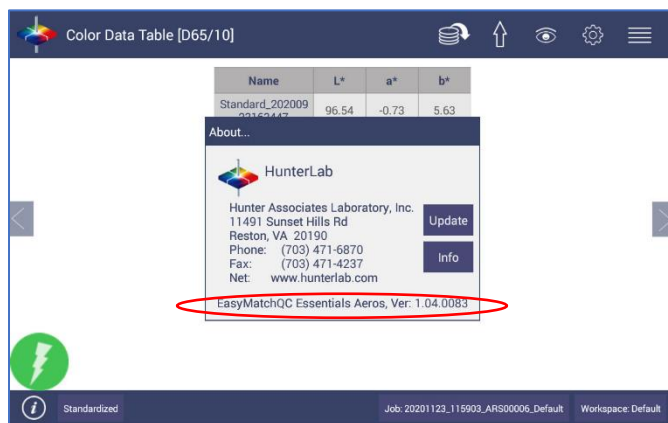 Color Data Table [D65/10]
Name L* a* b*
Standard_202009 96.54 -0.73 5.63
About...
HunterLab
Hunter Associates Laboratory, Inc.
11491 Sunset Hills Rd
Reston, VA 20190
Phone: (703) 471-6870
Fax: (703) 471-4237
Net: www.hunterlab.com
Update
Info
EasyMatchQC Essentials Aeros, Ver: 1.04.0083
i Standardized Job: 20201123_115903_ARS00006_Default Workspace: Default